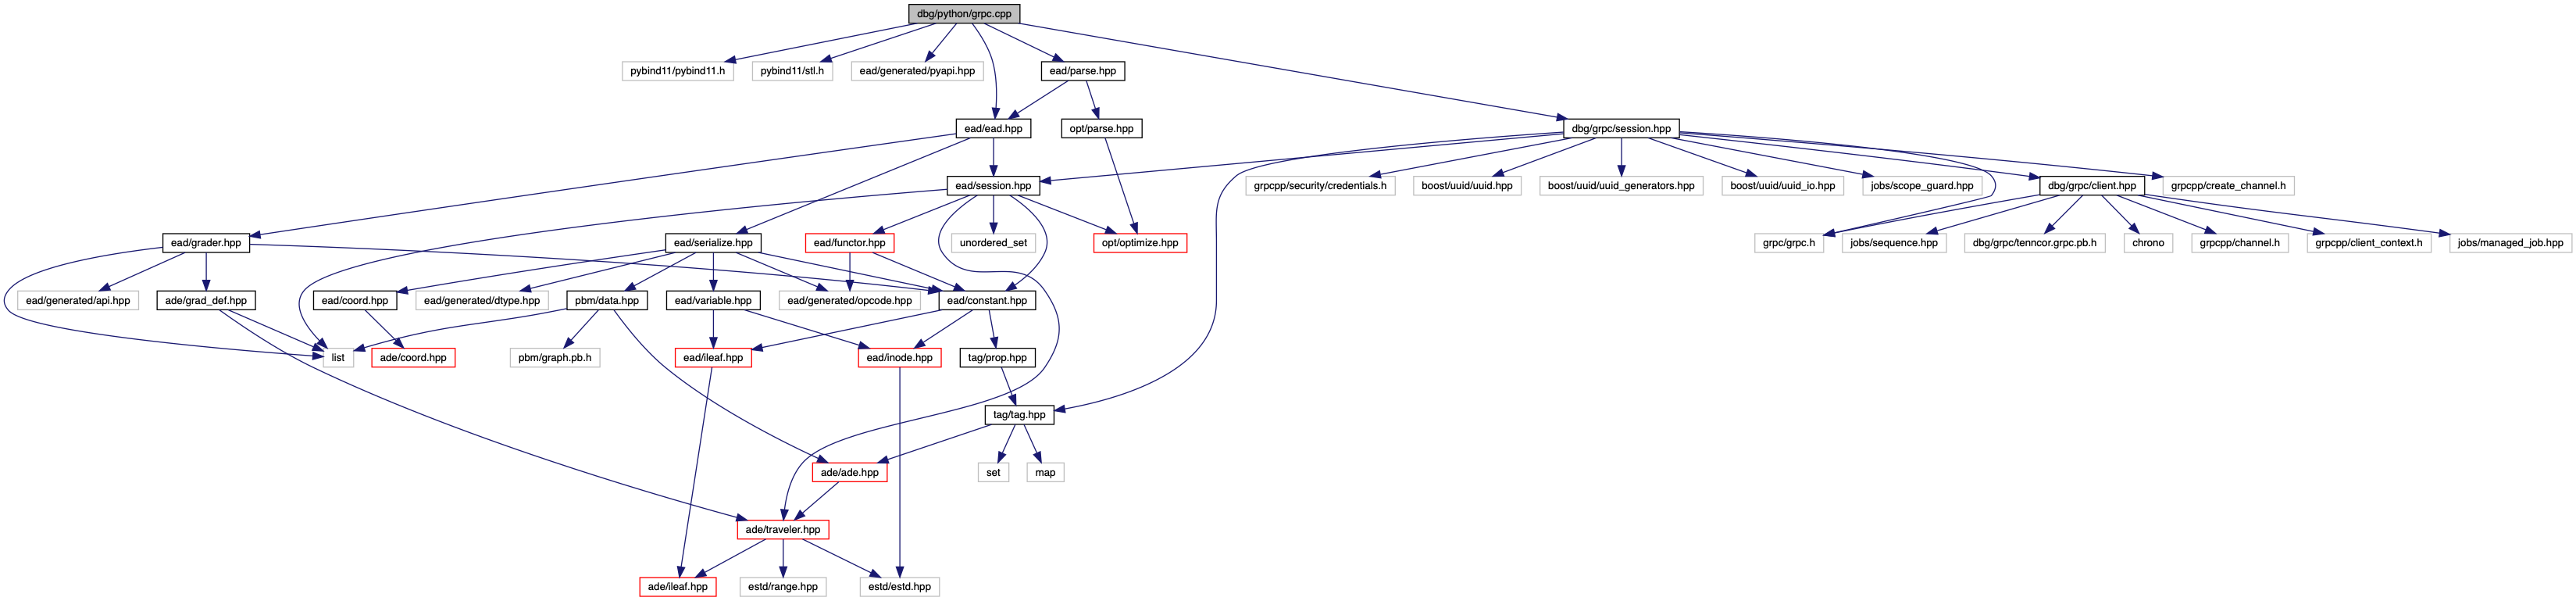 dbg/python/grpc.cpp
pybind11/pybind11.h
pybind11/stl.h
ead/generated/pyapi.hpp
ead/parse.hpp
ead/ead.hpp
opt/parse.hpp
dbg/grpc/session.hpp
ead/session.hpp
grpcpp/security/credentials.h
boost/uuid/uuid.hpp
boost/uuid/uuid_generators.hpp
boost/uuid/uuid_io.hpp
jobs/scope_guard.hpp
dbg/grpc/client.hpp
grpcpp/create_channel.h
ead/grader.hpp
ead/serialize.hpp
ead/functor.hpp
unordered_set
opt/optimize.hpp
grpc/grpc.h
jobs/sequence.hpp
dbg/grpc/tenncor.grpc.pb.h
chrono
grpcpp/channel.h
grpcpp/client_context.h
jobs/managed_job.hpp
ead/generated/api.hpp
ade/grad_def.hpp
ead/coord.hpp
ead/generated/dtype.hpp
pbm/data.hpp
ead/variable.hpp
ead/generated/opcode.hpp
ead/constant.hpp
list
ade/coord.hpp
pbm/graph.pb.h
ead/ileaf.hpp
ead/inode.hpp
tag/prop.hpp
tag/tag.hpp
ade/ade.hpp
set
map
ade/traveler.hpp
ade/ileaf.hpp
estd/range.hpp
estd/estd.hpp